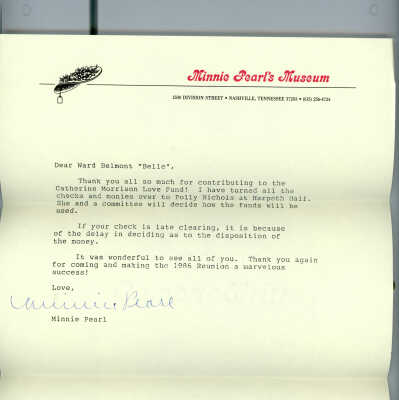 Minnie Pearl's Museum
DIVISION STREET • NASHVILLE, TENNESSEE 37203 • (615)
Dear Ward Belmont "Belle",
Thank you all so much for contributing to the
Catherine Morrison Love Fund! I have turned all the
checks and monies over to Polly Nichols at Harpeth Hall.
She and a committee will decide how the funds will be
used.
If your check is late clearing, it is because
of the delay in deciding as to the disposition of
the money.
It was wonderful to see all of you. Thank you again
for coming and making the 1986 Reunion a marvelous
success!
Love,
Minnie Pearl
Minnie Pearl